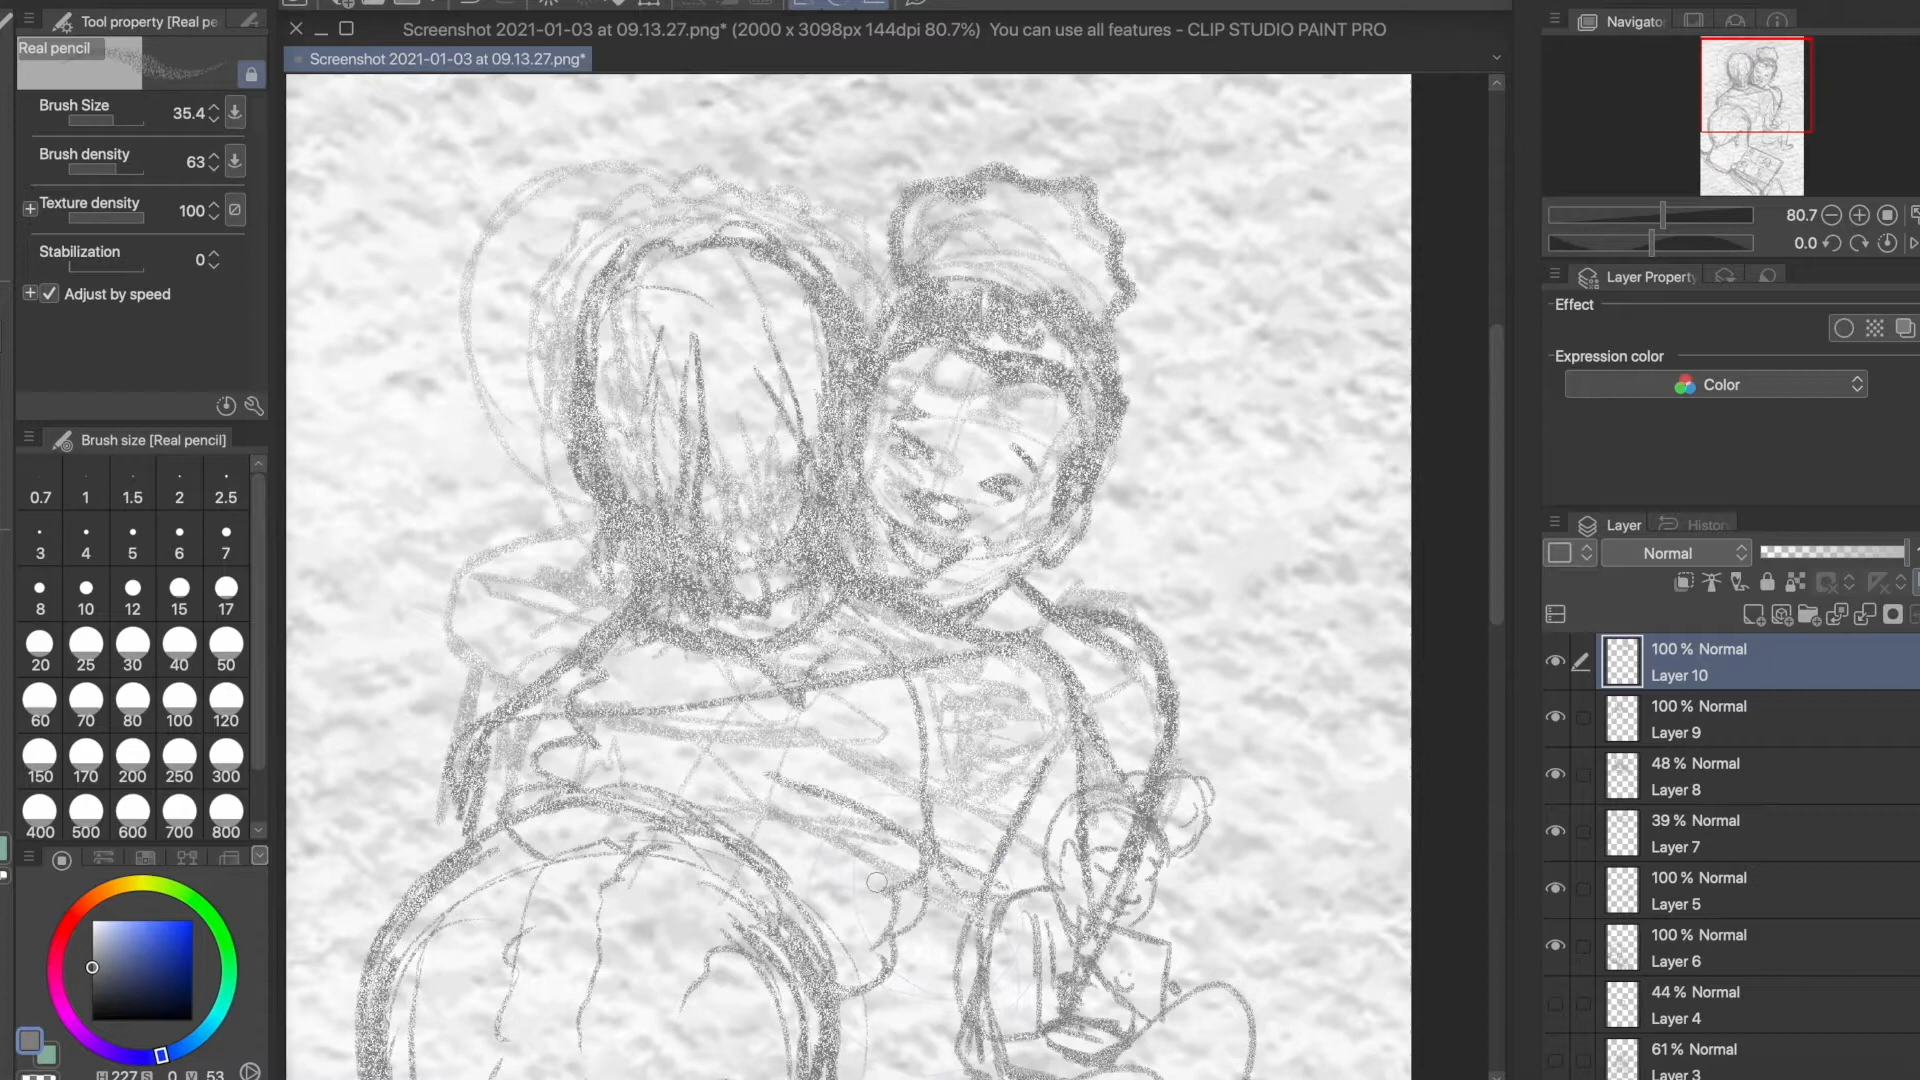 Tool property [Real pe
Real pencil
Brush Size
35.4
Brush density
63
Texture density
100
Stabilization
0
Adjust by speed
Brush size [Real pencil]
0.7 1 1.5 2 2.5
3 4 5 6 7
8 10 12 15 17
20 25 30 40 50
60 70 80 100 120
150 170 200 250 300
400 500 600 700 800
H 227 S 0 V 53
Screenshot 2021-01-03 at 09.13.27.png* (2000 x 3098px 144dpi 80.7%) You can use all features - CLIP STUDIO PAINT PRO
Screenshot 2021-01-03 at 09.13.27.png*
Navigato
80.7
0.0
Layer Property
Effect
Expression color
Color
Layer
Histor
Normal
100 % Normal
Layer 10
100 % Normal
Layer 9
48 % Normal
Layer 8
39 % Normal
Layer 7
100 % Normal
Layer 5
100 % Normal
Layer 6
44 % Normal
Layer 4
61 % Normal
Layer 3